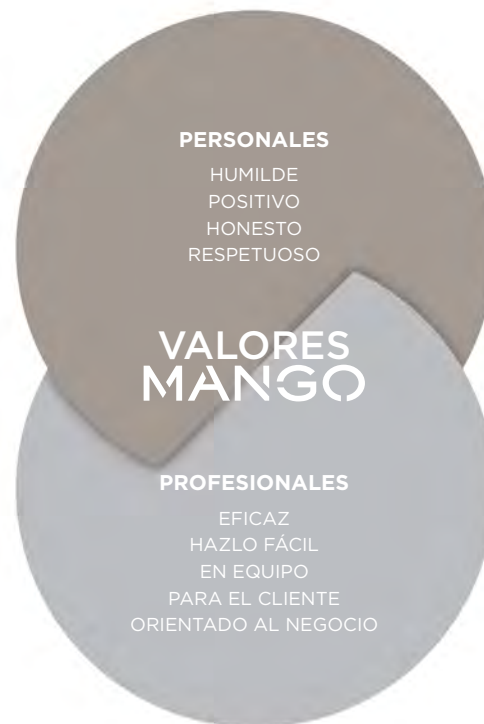 PERSONALES
HUMILDE
POSITIVO
HONESTO
RESPETUOSO
VALORES
MANGO
PROFESIONALES
EFICAZ
HAZLO FÁCIL
EN EQUIPO
PARA EL CLIENTE
ORIENTADO AL NEGOCIO